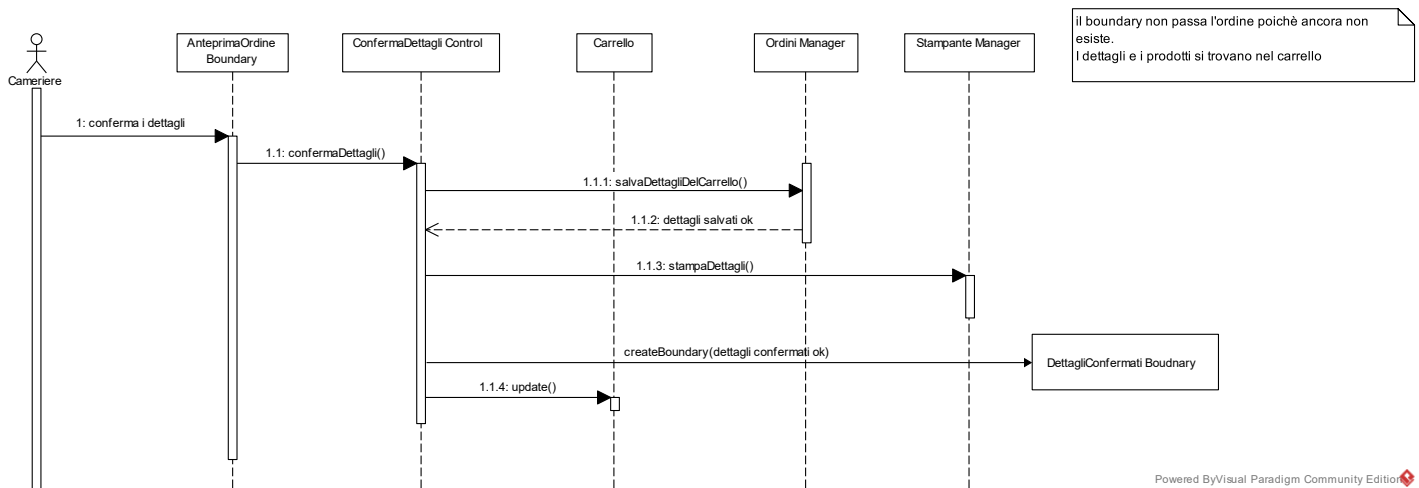 il boundary non passa l'ordine poichè ancora non
esiste.
I dettagli e i prodotti si trovano nel carrello
Cameriere
AnteprimaOrdine
Boundary
ConfermaDettagli Control
Carrello
Ordini Manager
Stampante Manager
1: conferma i dettagli
1.1: confermaDettagli()
1.1.1: salvaDettagliDelCarrello()
1.1.2: dettagli salvati ok
1.1.3: stampaDettagli()
createBoundary(dettagli confermati ok)
DettagliConfermati Boudnary
1.1.4: update()
Powered ByVisual Paradigm Community Edition